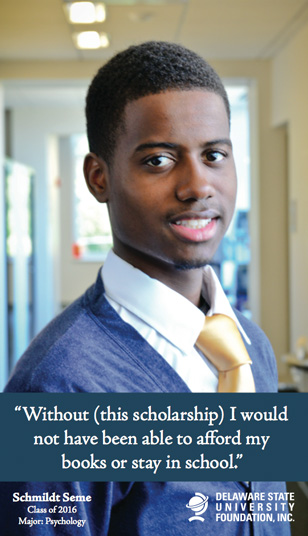 “Without (this scholarship) I would
not have been able to afford my
books or stay in school.”
Schmildt Seme
Class of 2016
Major: Psychology
DELAWARE STATE
UNIVERSITY
FOUNDATION, INC.